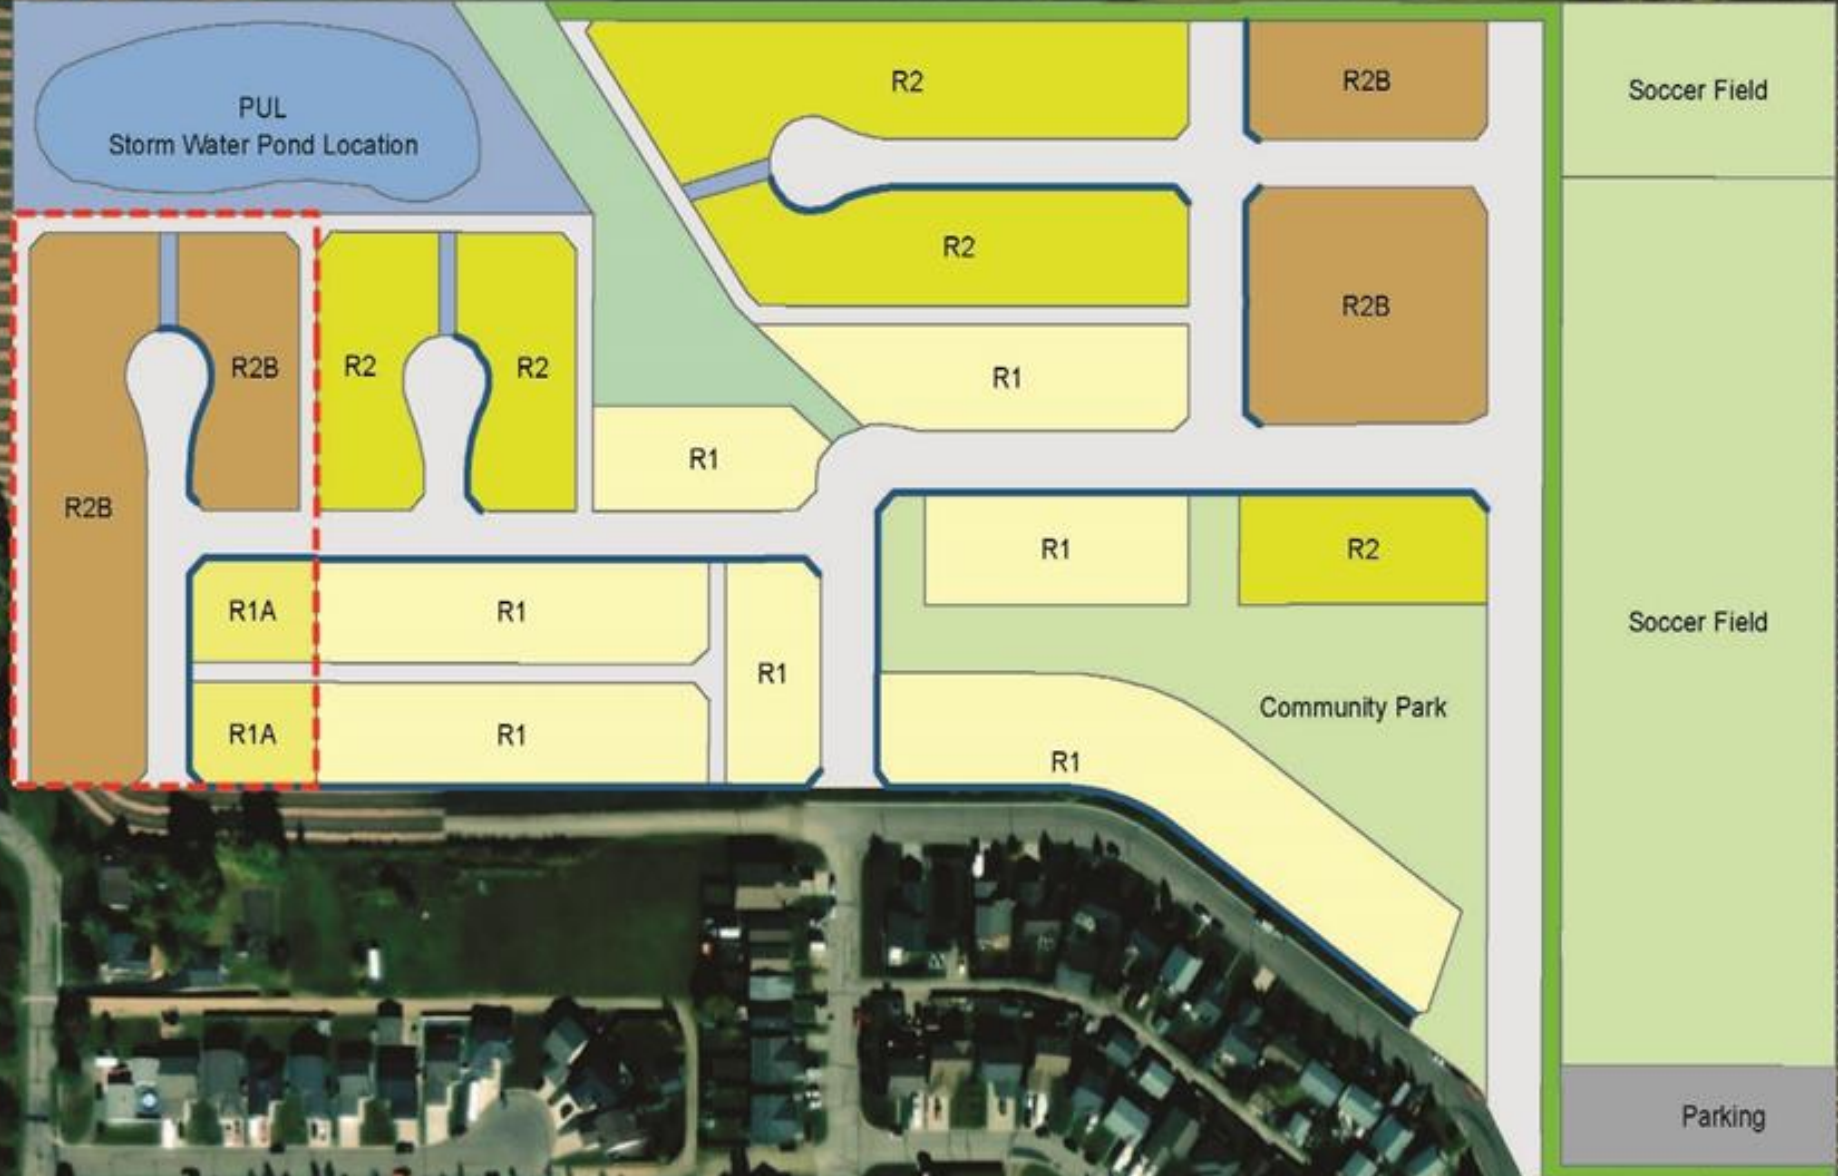 PUL
Storm Water Pond Location
R2
R2B
Soccer Field
R2
R2B
R2B
R2B
R2
R2
R1
R1
R2B
R1
R2
R1A
R1
Soccer Field
R1
R1A
R1
Community Park
R1
Parking